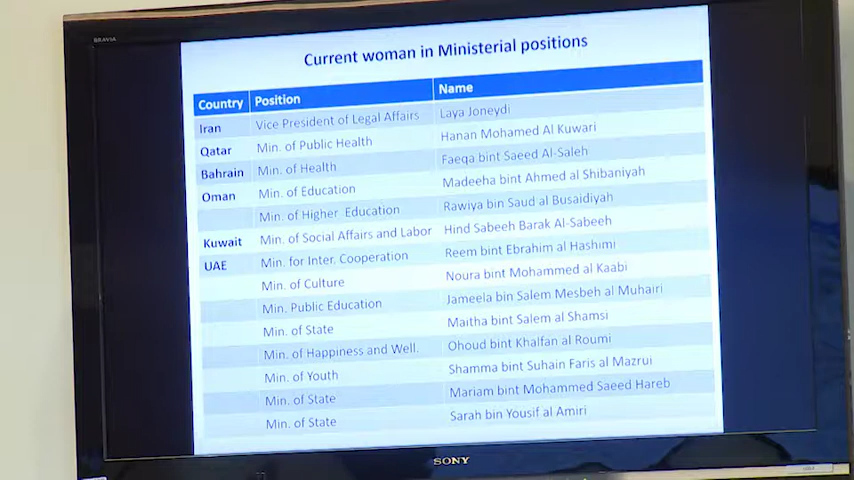 BRAVIA
Current woman in Ministerial positions
Country Position Name
Iran Vice President of Legal Affairs Laya Joneydi
Qatar Min. of Public Health Hanan Mohamed Al Kuwari
Bahrain Min. of Health Faeqa bint Saeed Al-Saleh
Oman Min. of Education Madeeha bint Ahmed al Shibaniyah
Min. of Higher Education Rawiya bin Saud al Busaidiyah
Kuwait Min. of Social Affairs and Labor Hind Sabeeh Barak Al-Sabeeh
UAE Min. for Inter. Cooperation Reem bint Ebrahim al Hashimi
Min. of Culture Noura bint Mohammed al Kaabi
Min. Public Education Jameela bin Salem Mesbeh al Muhairi
Min. of State Maitha bint Salem al Shamsi
Min. of Happiness and Well. Ohoud bint Khalfan al Roumi
Min. of Youth Shamma bint Suhain Faris al Mazrui
Min. of State Mariam bint Mohammed Saeed Hareb
Min. of State Sarah bin Yousif al Amiri
SONY